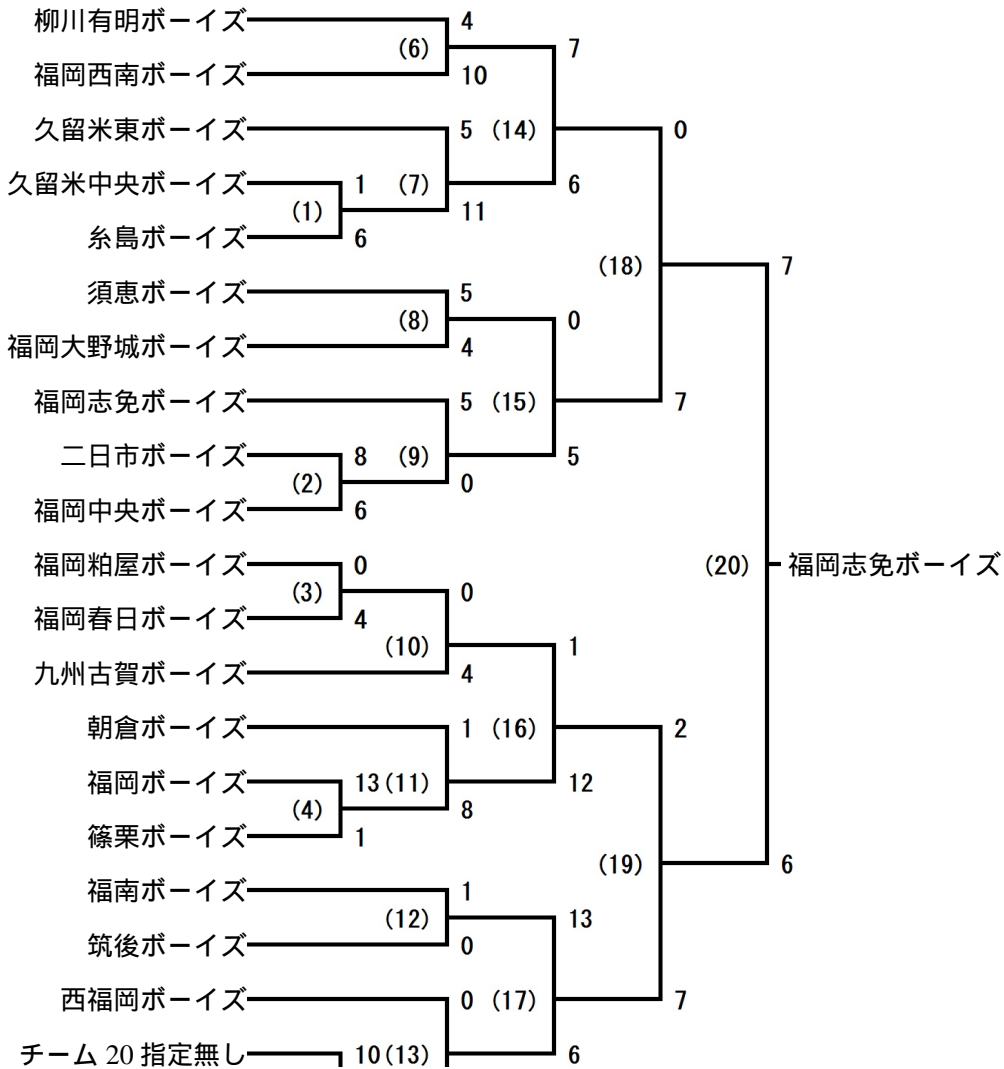 柳川有明ボーイズ 4
(6) 7
福岡西南ボーイズ 10
久留米東ボーイズ 5 (14) 0
久留米中央ボーイズ 1 (7) 6
(1) 11
糸島ボーイズ 6
(18) 7
須恵ボーイズ 5
(8) 0
福岡大野城ボーイズ 4
福岡志免ボーイズ 5 (15) 7
二日市ボーイズ 8 (9) 5
(2) 0
福岡中央ボーイズ 6
福岡粕屋ボーイズ 0 (20) 福岡志免ボーイズ
(3) 0
福岡春日ボーイズ 4
(10) 1
九州古賀ボーイズ 4
朝倉ボーイズ 1 (16) 2
福岡ボーイズ 13 (11) 12
(4) 8
篠栗ボーイズ 1
(19) 6
福南ボーイズ 1
(12) 13
筑後ボーイズ 0
西福岡ボーイズ 0 (17) 7
チーム 20 指定無し 10 (13) 6